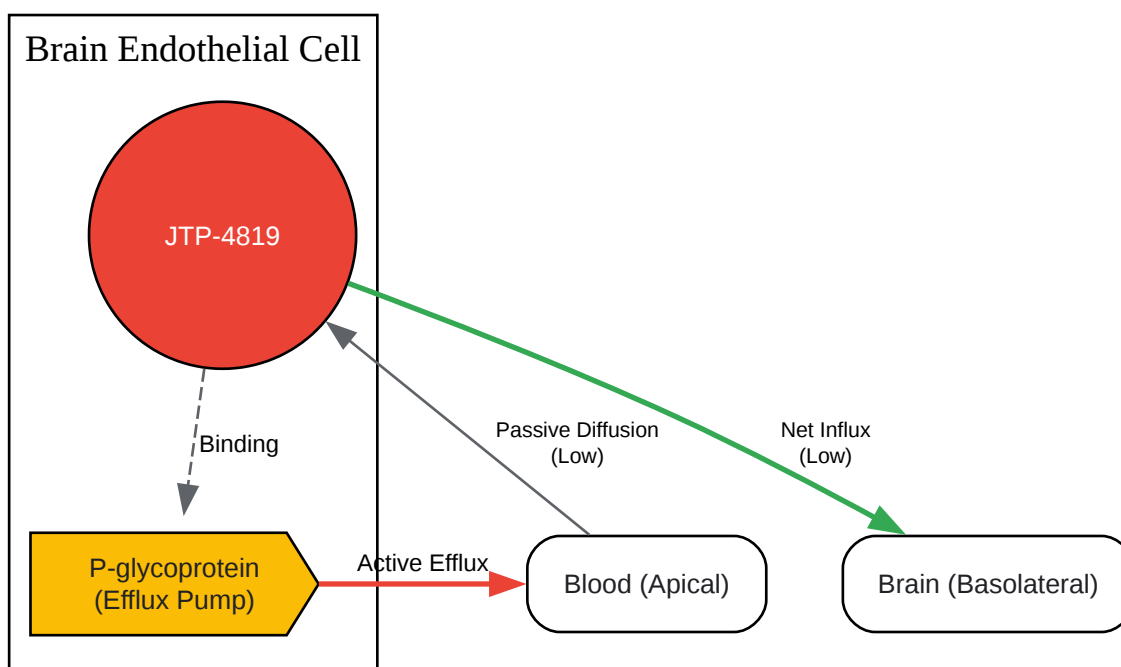 Brain Endothelial Cell
JTP-4819
Binding
Passive Diffusion
(Low)
Net Influx
(Low)
P-glycoprotein
(Efflux Pump)
Active Efflux
Blood (Apical)
Brain (Basolateral)